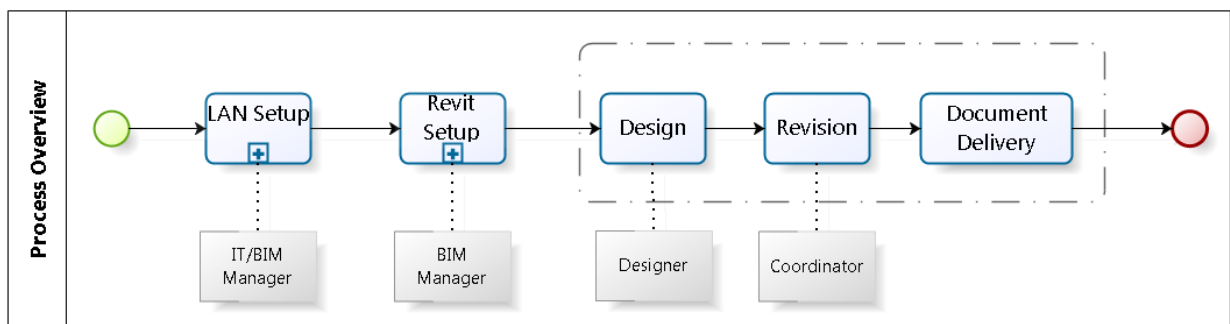 Process Overview
LAN Setup
Revit
Setup
Design
Revision
Document
Delivery
IT/BIM
Manager
BIM
Manager
Designer
Coordinator